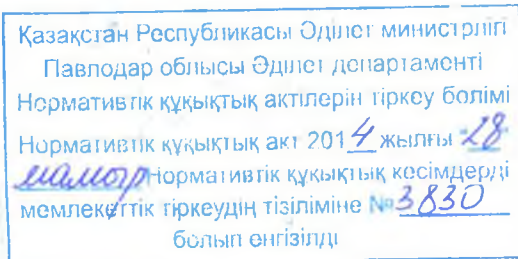 Қазақстан Республикасы Әділет министрлігі
Павлодар облысы Әділет департаменті
Нормативтік құқықтық актілерін тіркеу бөлімі
Нормативтік құқықтық акт 2014 жылғы "28"
мамыр Нормативтік құқықтық кесімдерді
мемлекеттік тіркеудің тізіліміне №3830
болып енгізілді